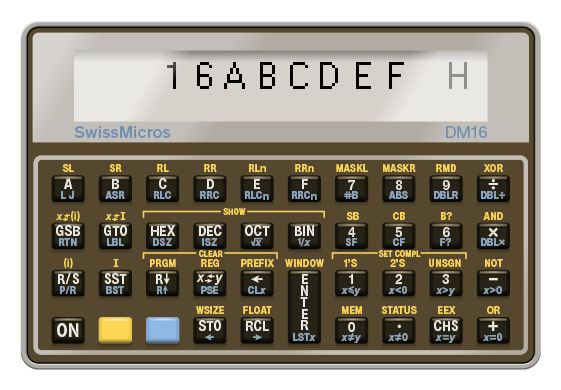 16ABCDEF H
SwissMicros DM16
SL SR RL RR RLn RRn MASKL MASKR RMD XOR
A B C D E F 7 8 9 ÷
L J ASR RLC RRC RLCn RRCn #B ABS DBLR DBL÷
x⇄(i) x⇄I SHOW SB CB B? AND
GSB GTO HEX DEC OCT BIN 4 5 6 ×
RTN LBL DSZ ISZ √x 1/x SF CF F? DBL×
CLEAR SET COMPL
(i) I PRGM REG PREFIX WINDOW 1'S 2'S UNSGN NOT
R/S SST R↓ x⇄y ← ENTER 1 2 3 −
P/R BST R↑ PSE CLx x≤y x<0 x>y x>0
WSIZE FLOAT MEM STATUS EEX OR
ON STO RCL 0 . CHS +
← → LSTx x≠y x≠0 x=y x=0